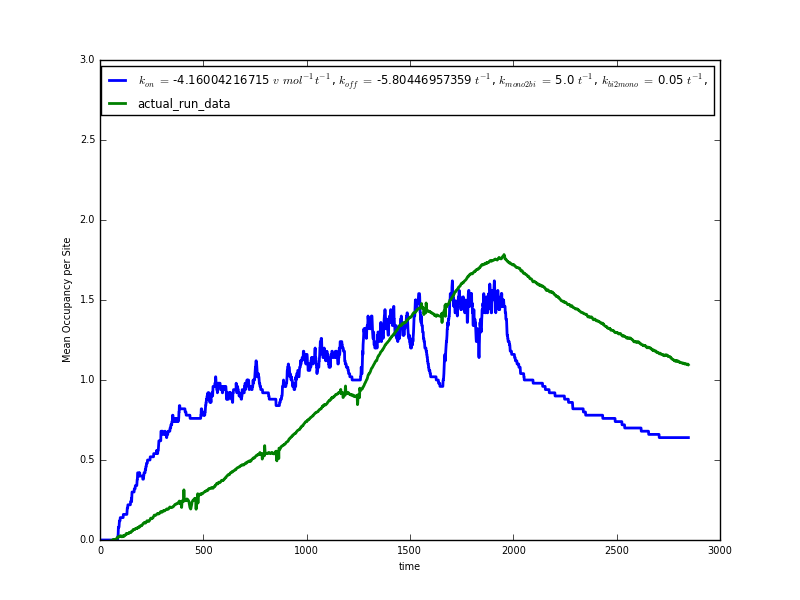 k_on = -4.16004216715 v mol^−1 t^−1, k_off = -5.80446957359 t^−1, k_mono2bi = 5.0 t^−1, k_bi2mono = 0.05 t^−1,
actual_run_data
3.0
2.5
2.0
1.5
1.0
0.5
0.0
Mean Occupancy per Site
0 500 1000 1500 2000 2500 3000
time